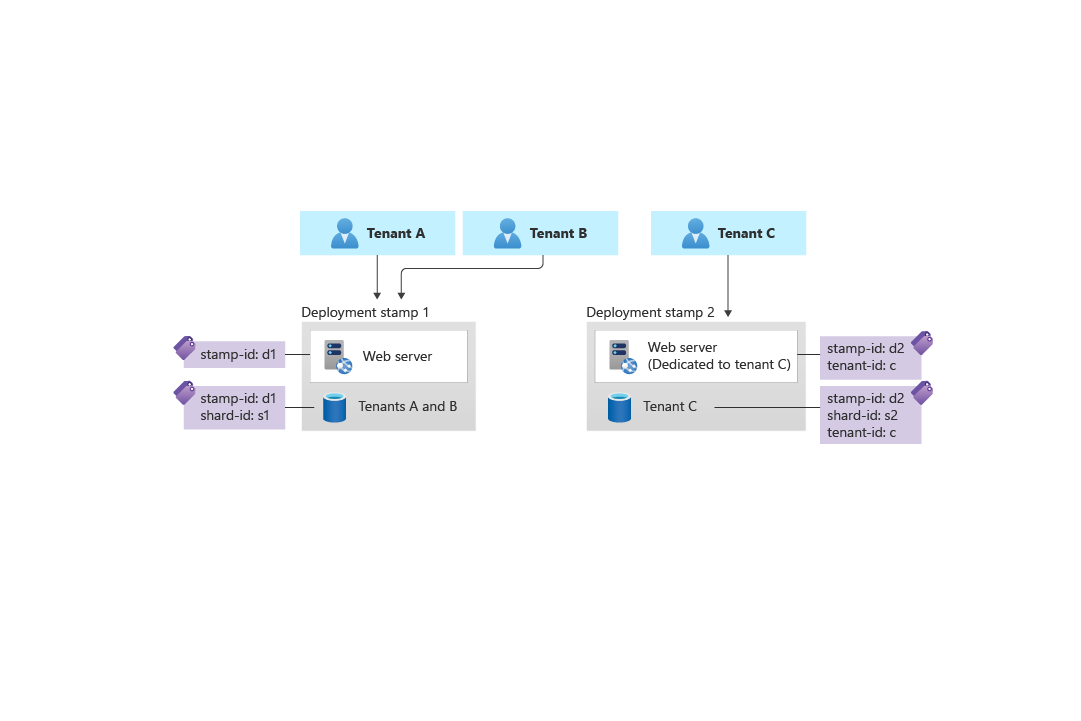 Tenant A
Tenant B
Tenant C
Deployment stamp 1
Deployment stamp 2
stamp-id: d1
Web server
stamp-id: d1
shard-id: s1
Tenants A and B
Web server
(Dedicated to tenant C)
stamp-id: d2
tenant-id: c
Tenant C
stamp-id: d2
shard-id: s2
tenant-id: c